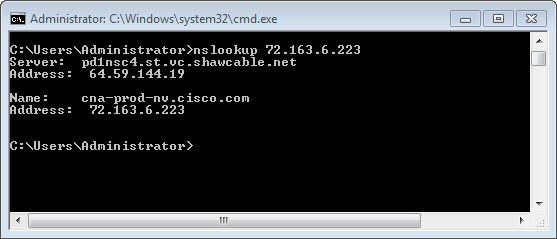 Administrator: C:\Windows\system32\cmd.exe
C:\Users\Administrator>nslookup 72.163.6.223
Server:  pd1nsc4.st.vc.shawcable.net
Address:  64.59.144.19
Name:    cna-prod-nv.cisco.com
Address:  72.163.6.223
C:\Users\Administrator>